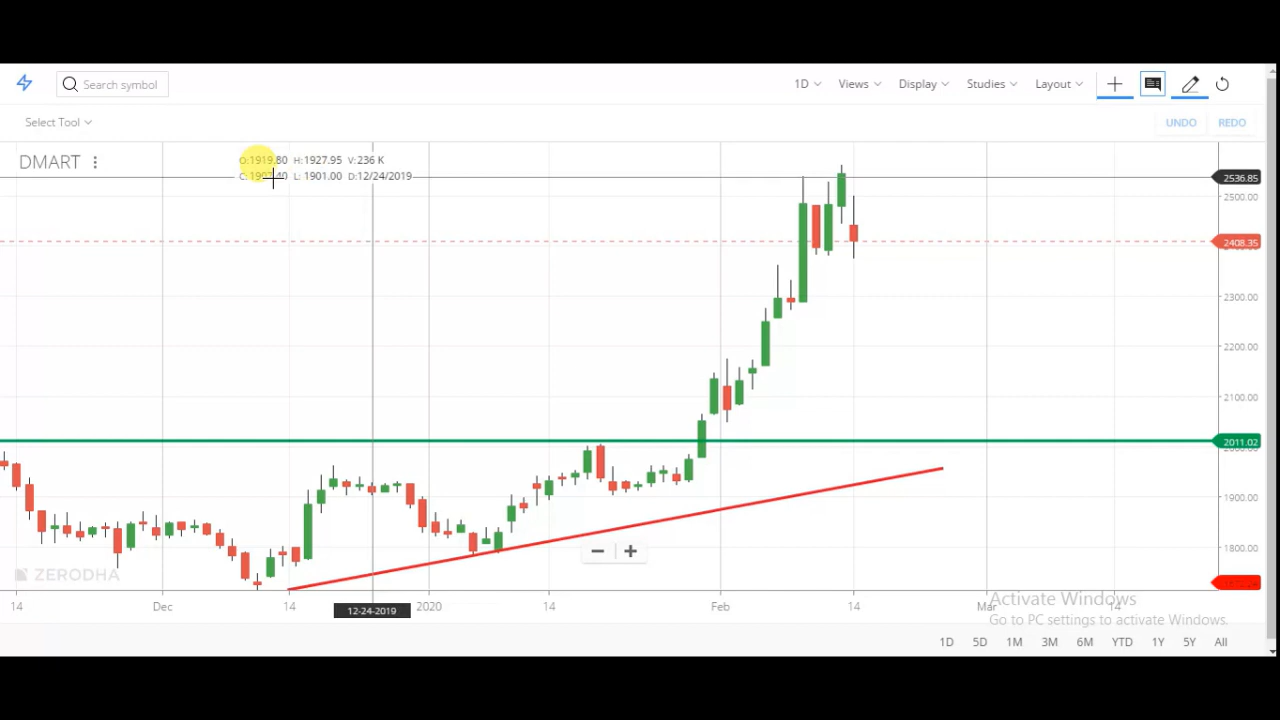 Search symbol 1D Views Display Studies Layout
Select Tool UNDO REDO
DMART O:1919.80 H:1927.95 V:236 K
L: 1901.00 D:12/24/2019
2536.85
2500.00
2408.35
2300.00
2200.00
2100.00
2011.02
1900.00
1800.00
ZERODHA
14 Dec 14 12-24-2019 2020 14 Feb 14 Mar 14
Activate Windows
Go to PC settings to activate Windows.
1D 5D 1M 3M 6M YTD 1Y 5Y All